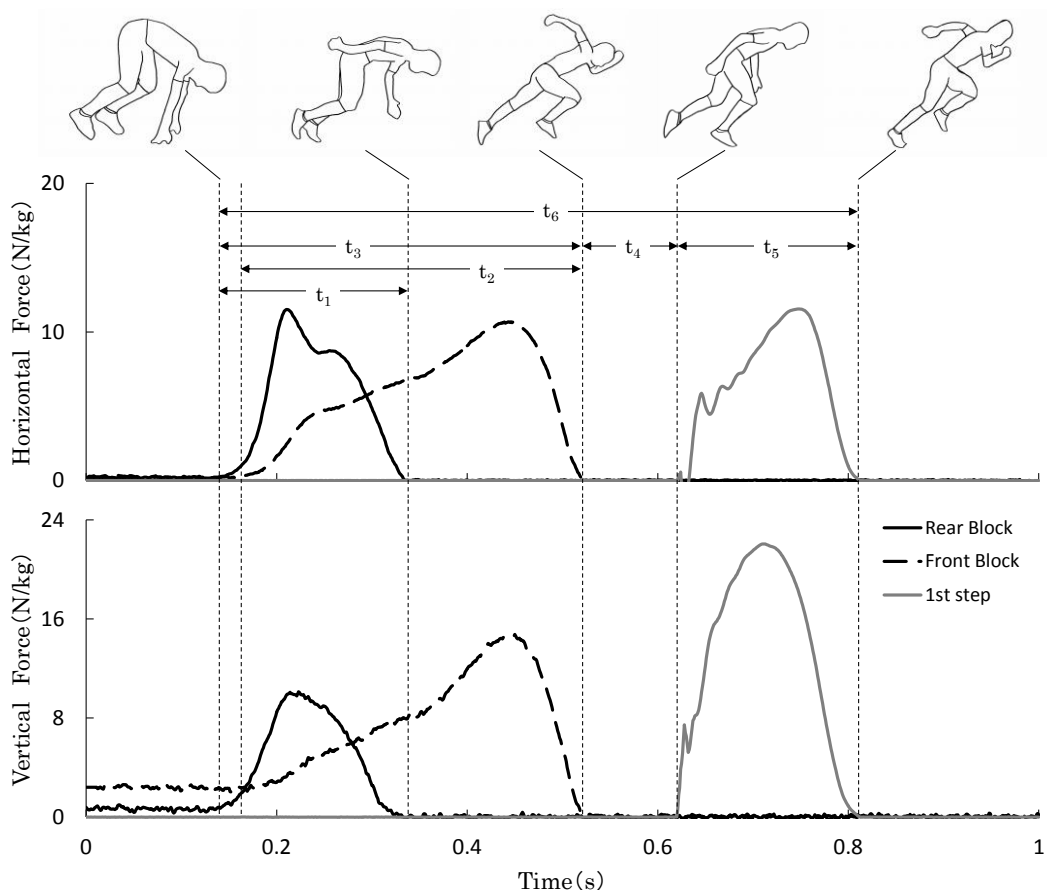 20
t₆
t₃
t₄
t₅
t₂
t₁
10
Horizontal Force(N/kg)
0
24
Rear Block
Front Block
1st step
16
8
Vertical Force(N/kg)
0
0
0.2
0.4
0.6
0.8
1
Time(s)